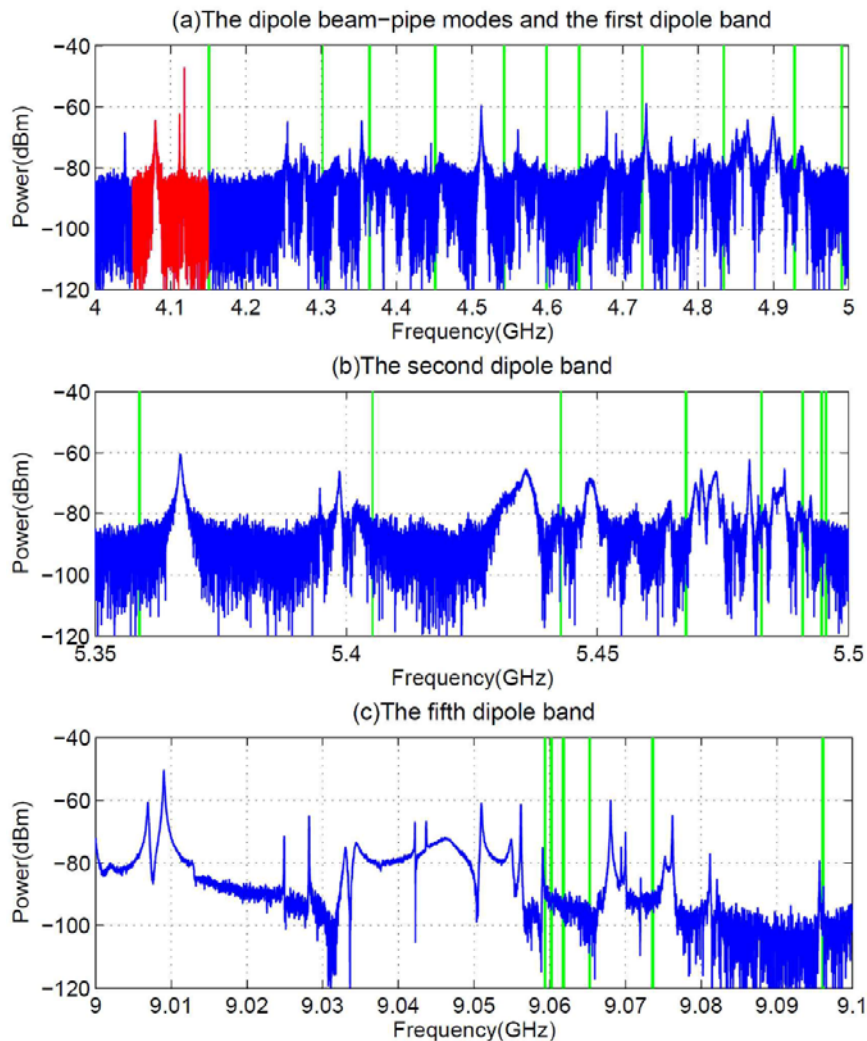 (a)The dipole beam−pipe modes and the first dipole band
−40
−60
−80
−100
−120
Power(dBm)
4 4.1 4.2 4.3 4.4 4.5 4.6 4.7 4.8 4.9 5
Frequency(GHz)
(b)The second dipole band
−40
−60
−80
−100
−120
Power(dBm)
5.35 5.4 5.45 5.5
Frequency(GHz)
(c)The fifth dipole band
−40
−60
−80
−100
−120
Power(dBm)
9 9.01 9.02 9.03 9.04 9.05 9.06 9.07 9.08 9.09 9.1
Frequency(GHz)